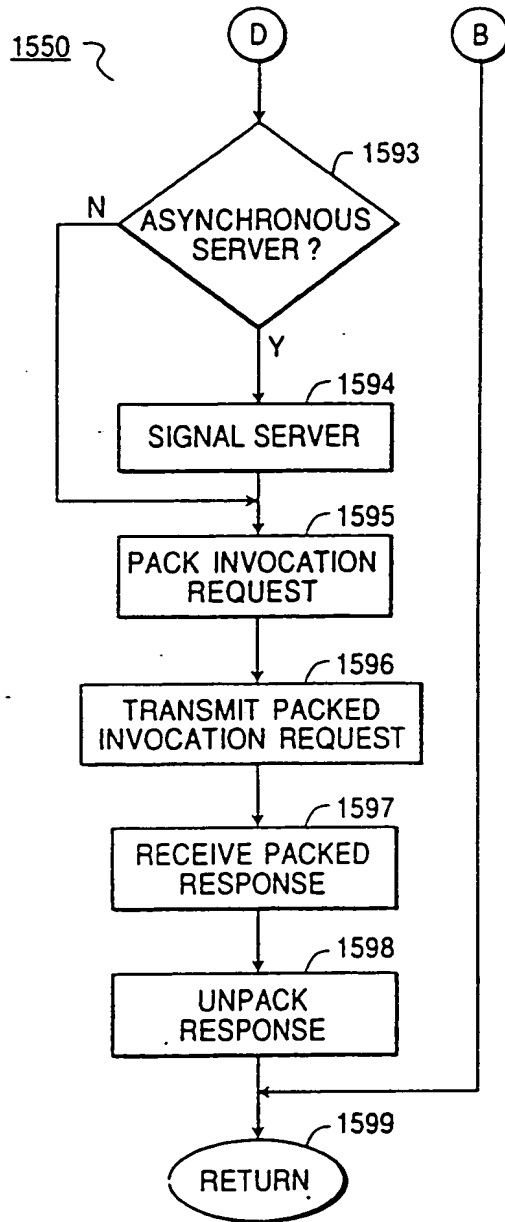 1550
D
B
1593
N
ASYNCHRONOUS
SERVER ?
Y
1594
SIGNAL SERVER
1595
PACK INVOCATION
REQUEST
1596
TRANSMIT PACKED
INVOCATION REQUEST
1597
RECEIVE PACKED
RESPONSE
1598
UNPACK
RESPONSE
1599
RETURN